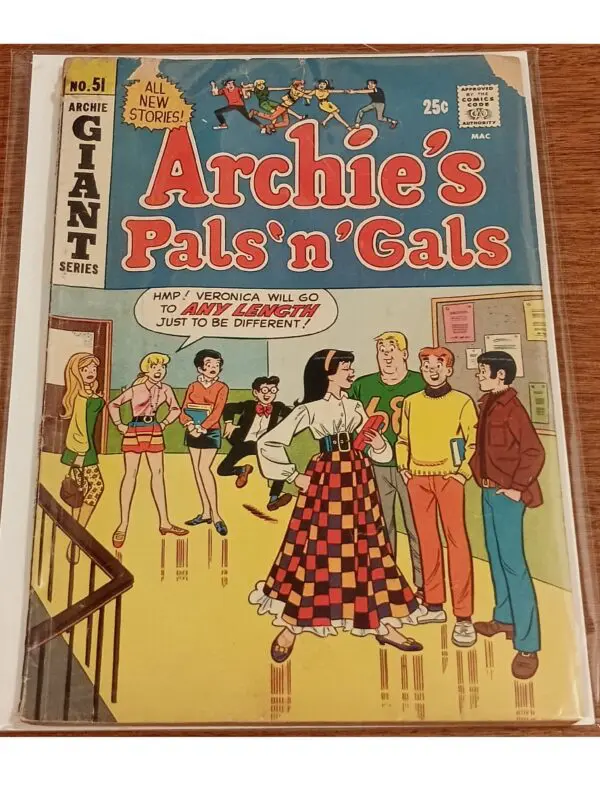 NO. 51
ARCHIE
GIANT
SERIES
ALL
NEW
STORIES!
25¢
APPROVED
BY THE
COMICS
CODE
AUTHORITY
MAC
Archie's
Pals 'n' Gals
HMP! VERONICA WILL GO
TO ANY LENGTH
JUST TO BE DIFFERENT!
68